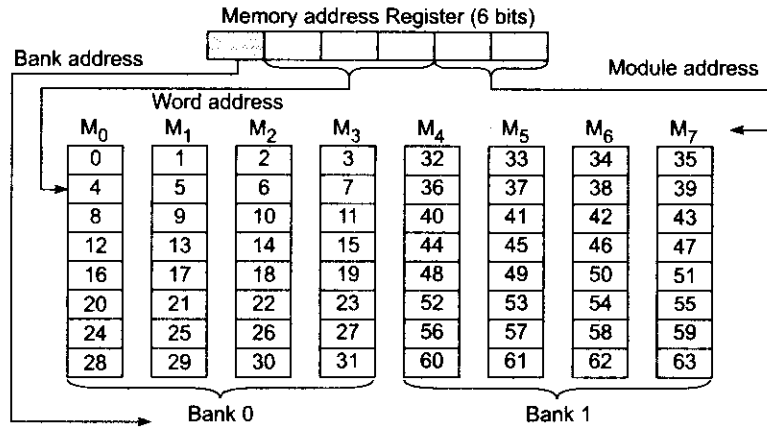 Memory address Register (6 bits)
Bank address
Module address
Word address
M0 M1 M2 M3 M4 M5 M6 M7
0 1 2 3 32 33 34 35
4 5 6 7 36 37 38 39
8 9 10 11 40 41 42 43
12 13 14 15 44 45 46 47
16 17 18 19 48 49 50 51
20 21 22 23 52 53 54 55
24 25 26 27 56 57 58 59
28 29 30 31 60 61 62 63
Bank 0 Bank 1